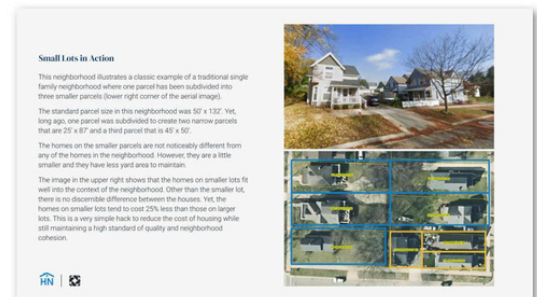 Small Lots in Action
This neighborhood illustrates a classic example of a traditional single
family neighborhood where one parcel has been subdivided into
three smaller parcels (lower right corner of the aerial image).
The standard parcel size in this neighborhood was 50' x 132'. Yet,
long ago, one parcel was subdivided to create two narrow parcels
that are 25' x 87' and a third parcel that is 45' x 50'.
The homes on the smaller parcels are not noticeably different from
any of the homes in the neighborhood. However, they are a little
smaller and they have less yard area to maintain.
The image in the upper right shows that the homes on smaller lots fit
well into the context of the neighborhood. Other than the smaller lot,
there is no discernible difference between the houses. Yet, the
homes on smaller lots tend to cost 25% less than those on larger
lots. This is a very simple hack to reduce the cost of housing while
still maintaining a high standard of quality and neighborhood
cohesion.
HN